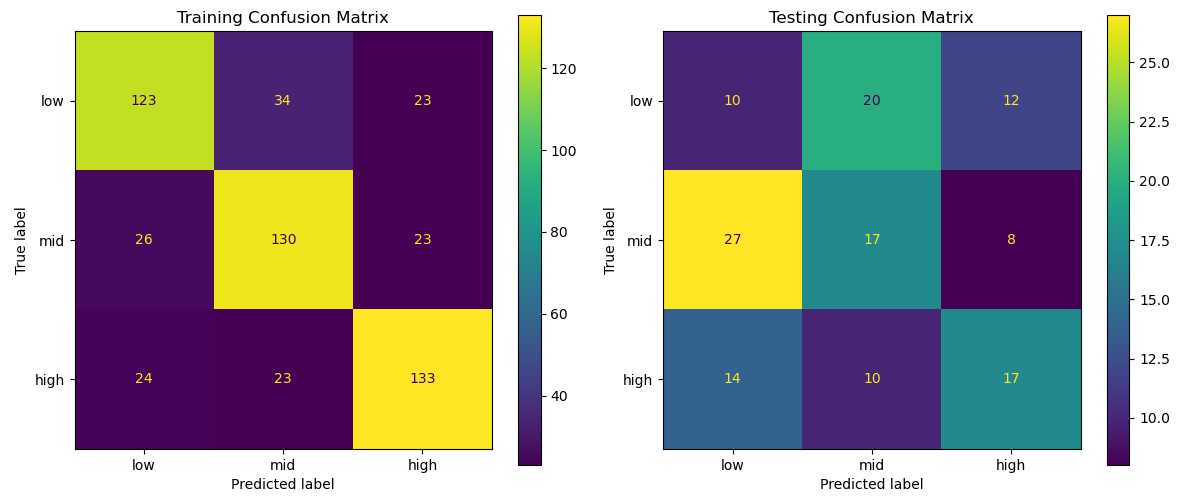 Training Confusion Matrix
True label
low
mid
high
123 34 23
26 130 23
24 23 133
low mid high
Predicted label
120
100
80
60
40
Testing Confusion Matrix
True label
low
mid
high
10 20 12
27 17 8
14 10 17
low mid high
Predicted label
25.0
22.5
20.0
17.5
15.0
12.5
10.0